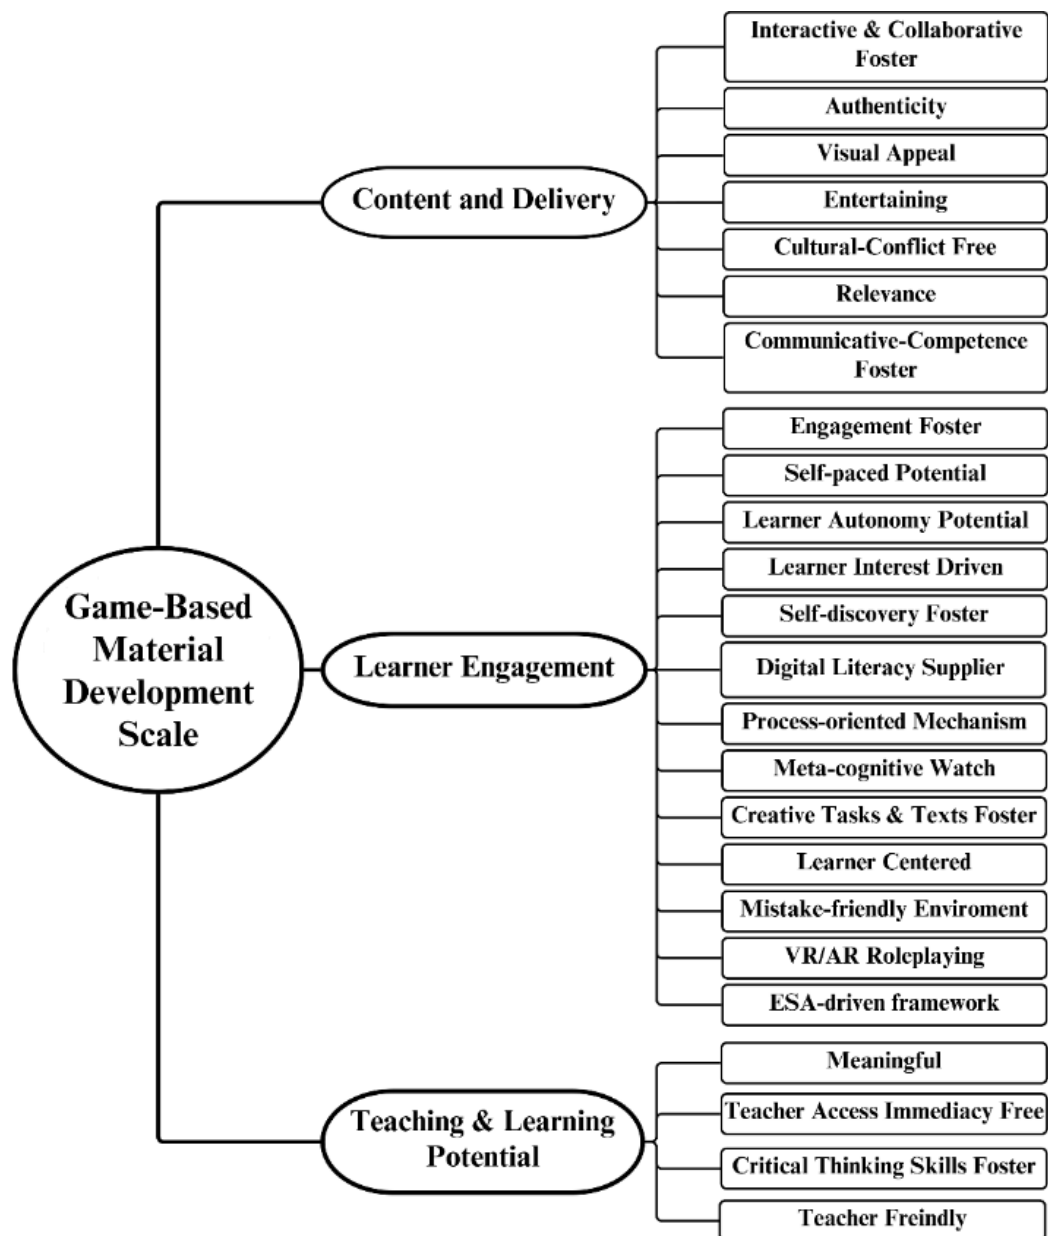 Game-Based
Material
Development
Scale
Content and Delivery
Interactive & Collaborative
Foster
Authenticity
Visual Appeal
Entertaining
Cultural-Conflict Free
Relevance
Communicative-Competence
Foster
Learner Engagement
Engagement Foster
Self-paced Potential
Learner Autonomy Potential
Learner Interest Driven
Self-discovery Foster
Digital Literacy Supplier
Process-oriented Mechanism
Meta-cognitive Watch
Creative Tasks & Texts Foster
Learner Centered
Mistake-friendly Enviroment
VR/AR Roleplaying
ESA-driven framework
Teaching & Learning
Potential
Meaningful
Teacher Access Immediacy Free
Critical Thinking Skills Foster
Teacher Freindly